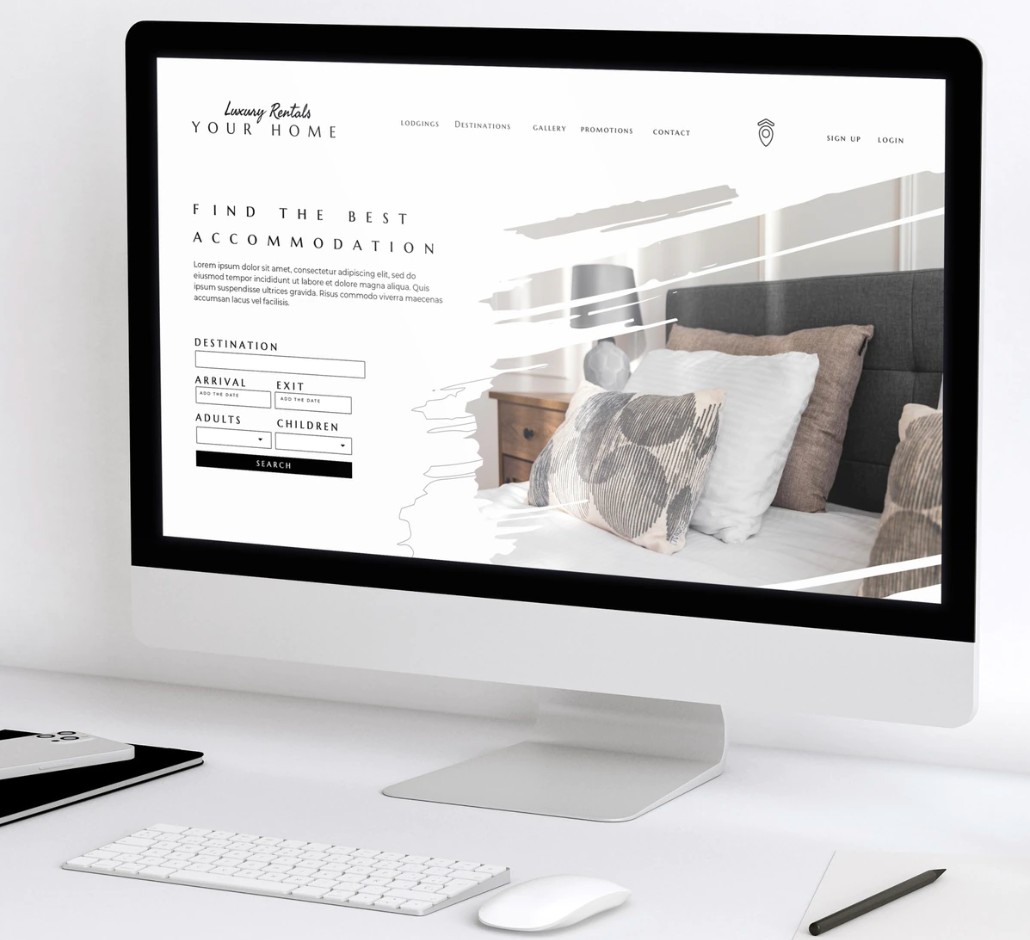 Luxury Rentals
YOUR HOME
LODGINGS
DESTINATIONS
GALLERY
PROMOTIONS
CONTACT
SIGN UP
LOGIN
FIND THE BEST
ACCOMMODATION
Lorem ipsum dolor sit amet, consectetur adipiscing elit, sed do
eiusmod tempor incididunt ut labore et dolore magna aliqua. Quis
ipsum suspendisse ultrices gravida. Risus commodo viverra maecenas
accumsan lacus vel facilisis.
DESTINATION
ARRIVAL
EXIT
ADD THE DATE
ADD THE DATE
ADULTS
CHILDREN
SEARCH